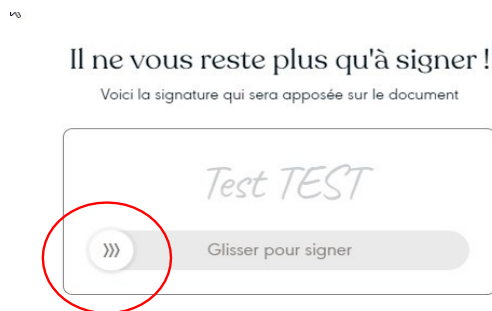 Il ne vous reste plus qu'à signer !
Voici la signature qui sera apposée sur le document
Test TEST
Glisser pour signer